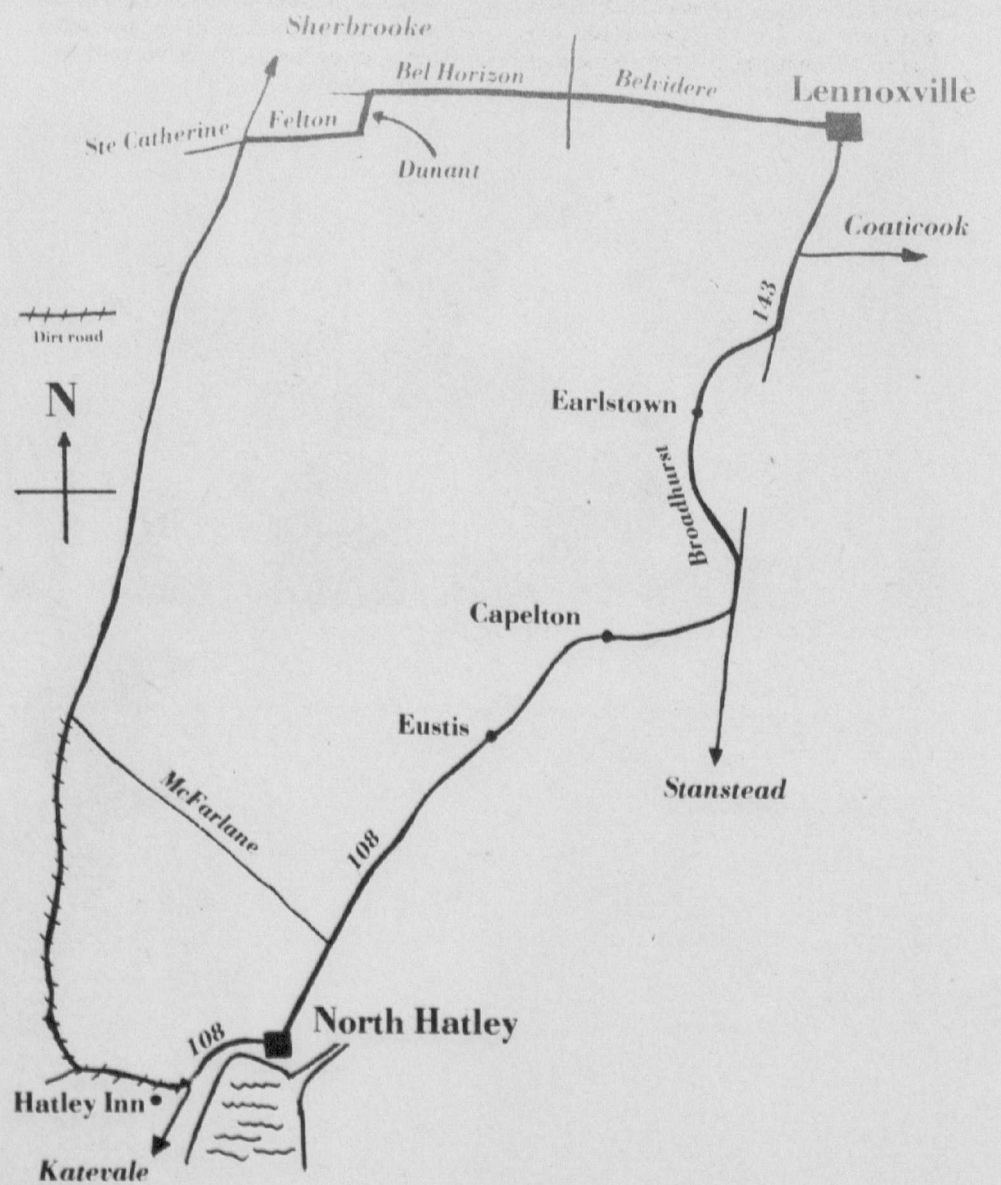 Sherbrooke
Bel Horizon
Belvidere
Lennoxville
Ste Catherine
Felton
Dunant
Coaticook
143
Dirt road
N
Earlstown
Broadhurst
Capelton
Eustis
Stanstead
McFarlane
108
North Hatley
108
Hatley Inn
Katevale